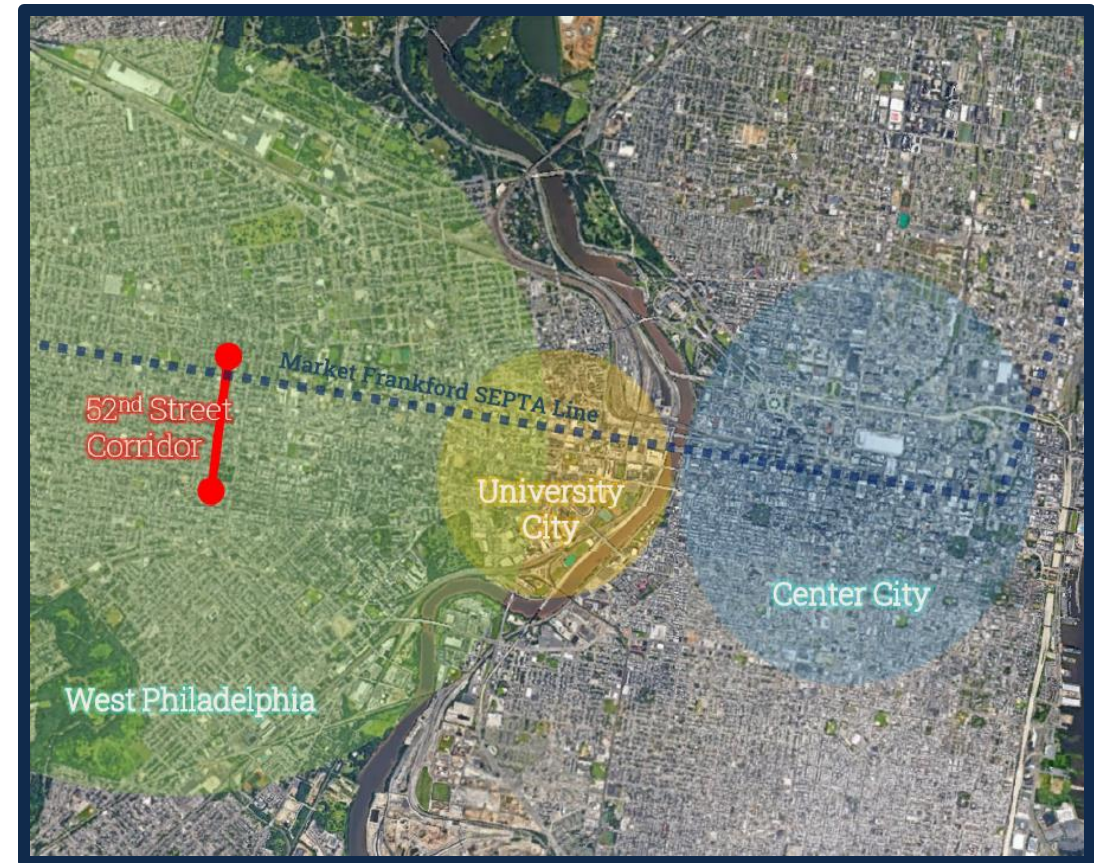 Market Frankford SEPTA Line
52nd Street
Corridor
University
City
Center City
West Philadelphia